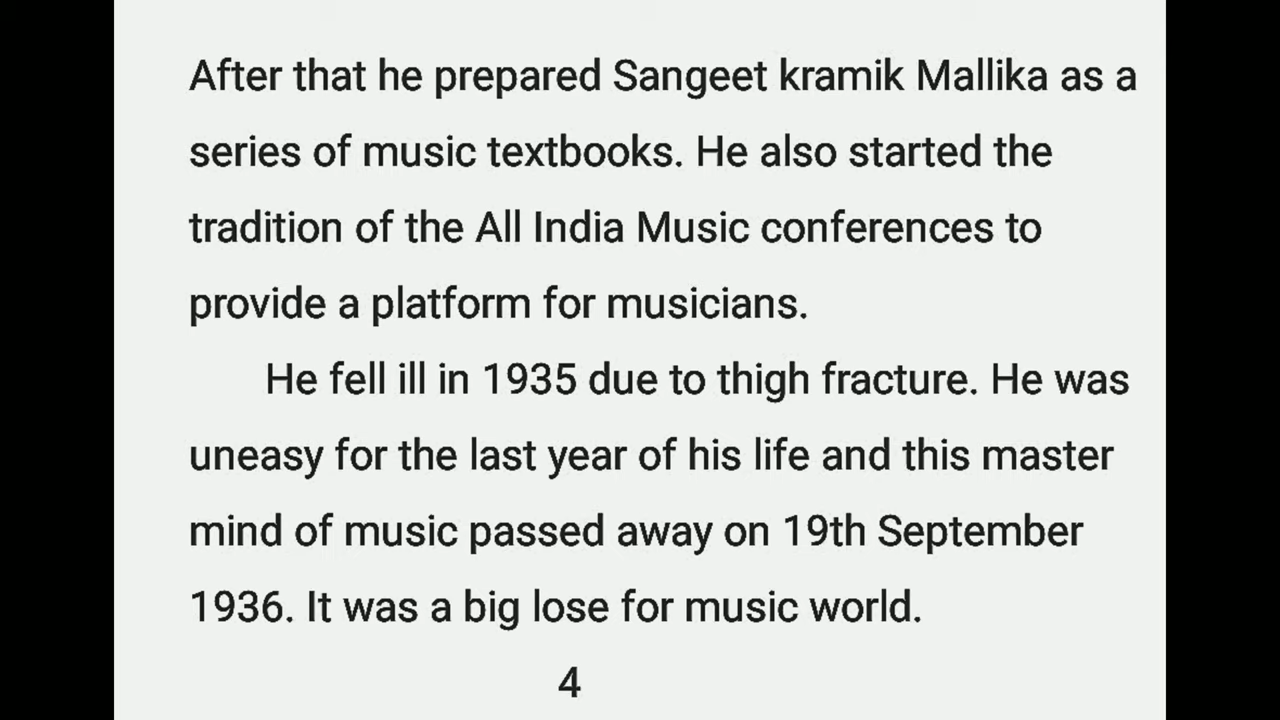 After that he prepared Sangeet kramik Mallika as a
series of music textbooks. He also started the
tradition of the All India Music conferences to
provide a platform for musicians.
He fell ill in 1935 due to thigh fracture. He was
uneasy for the last year of his life and this master
mind of music passed away on 19th September
1936. It was a big lose for music world.
4